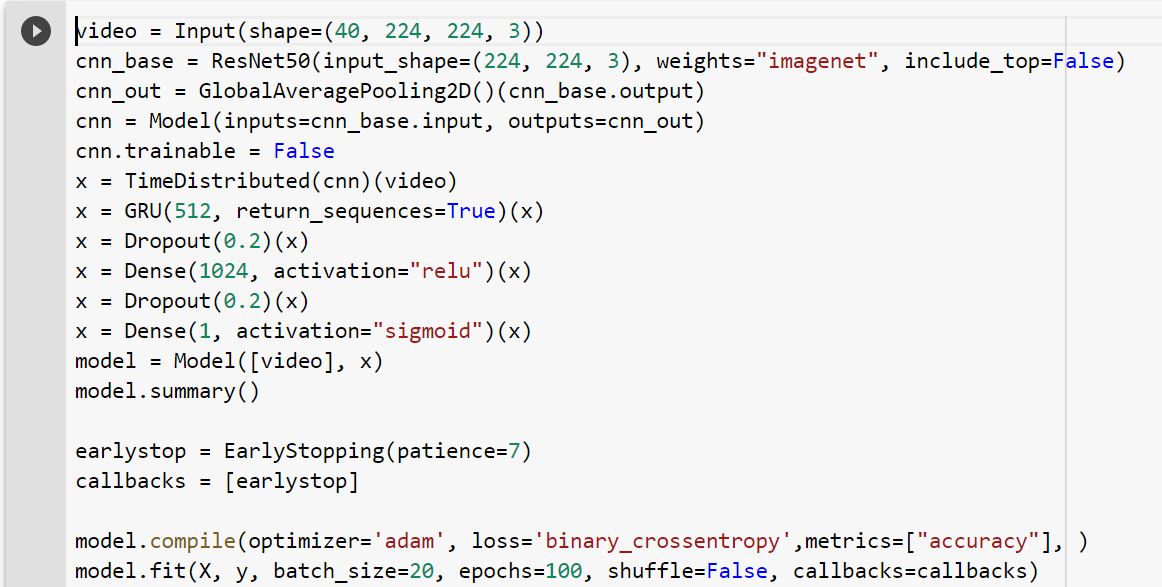 video = Input(shape=(40, 224, 224, 3))
cnn_base = ResNet50(input_shape=(224, 224, 3), weights="imagenet", include_top=False)
cnn_out = GlobalAveragePooling2D()(cnn_base.output)
cnn = Model(inputs=cnn_base.input, outputs=cnn_out)
cnn.trainable = False
x = TimeDistributed(cnn)(video)
x = GRU(512, return_sequences=True)(x)
x = Dropout(0.2)(x)
x = Dense(1024, activation="relu")(x)
x = Dropout(0.2)(x)
x = Dense(1, activation="sigmoid")(x)
model = Model([video], x)
model.summary()
earlystop = EarlyStopping(patience=7)
callbacks = [earlystop]
model.compile(optimizer='adam', loss='binary_crossentropy',metrics=["accuracy"], )
model.fit(X, y, batch_size=20, epochs=100, shuffle=False, callbacks=callbacks)